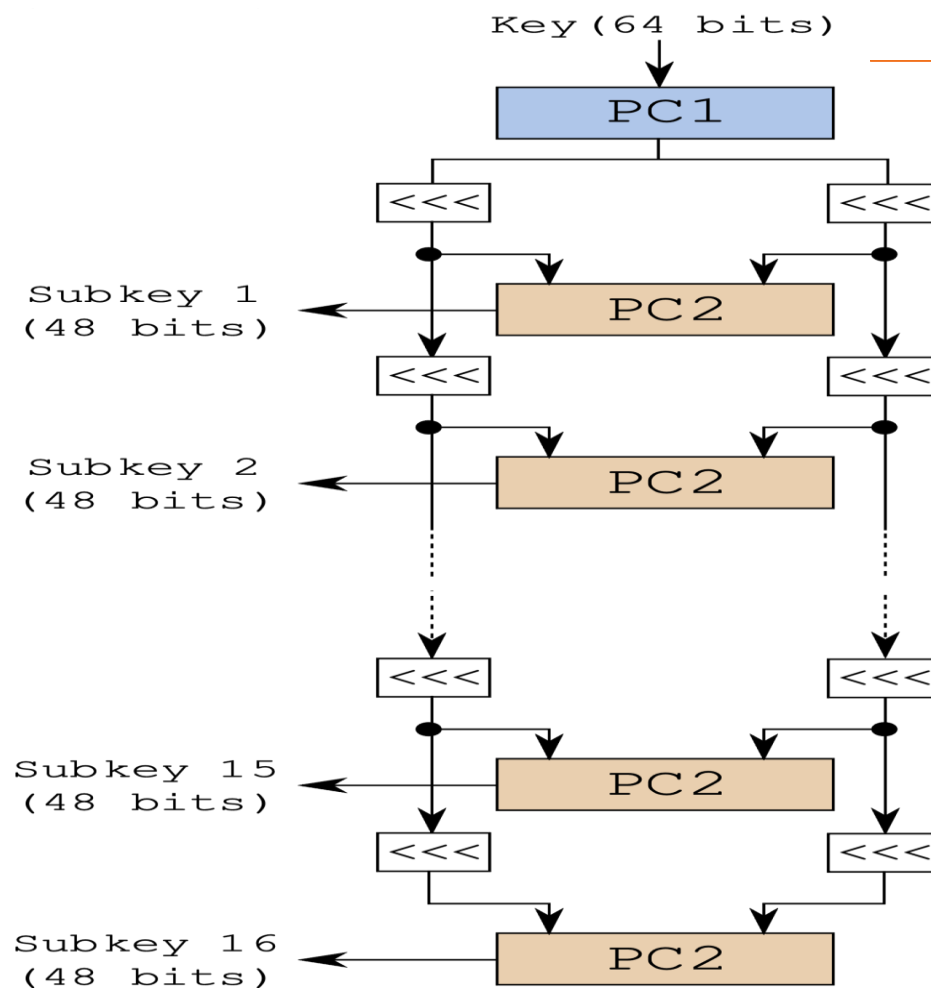 Key (64 bits)
PC1
<<<
<<<
Subkey 1
(48 bits)
PC2
<<<
<<<
Subkey 2
(48 bits)
PC2
<<<
<<<
Subkey 15
(48 bits)
PC2
<<<
<<<
Subkey 16
(48 bits)
PC2